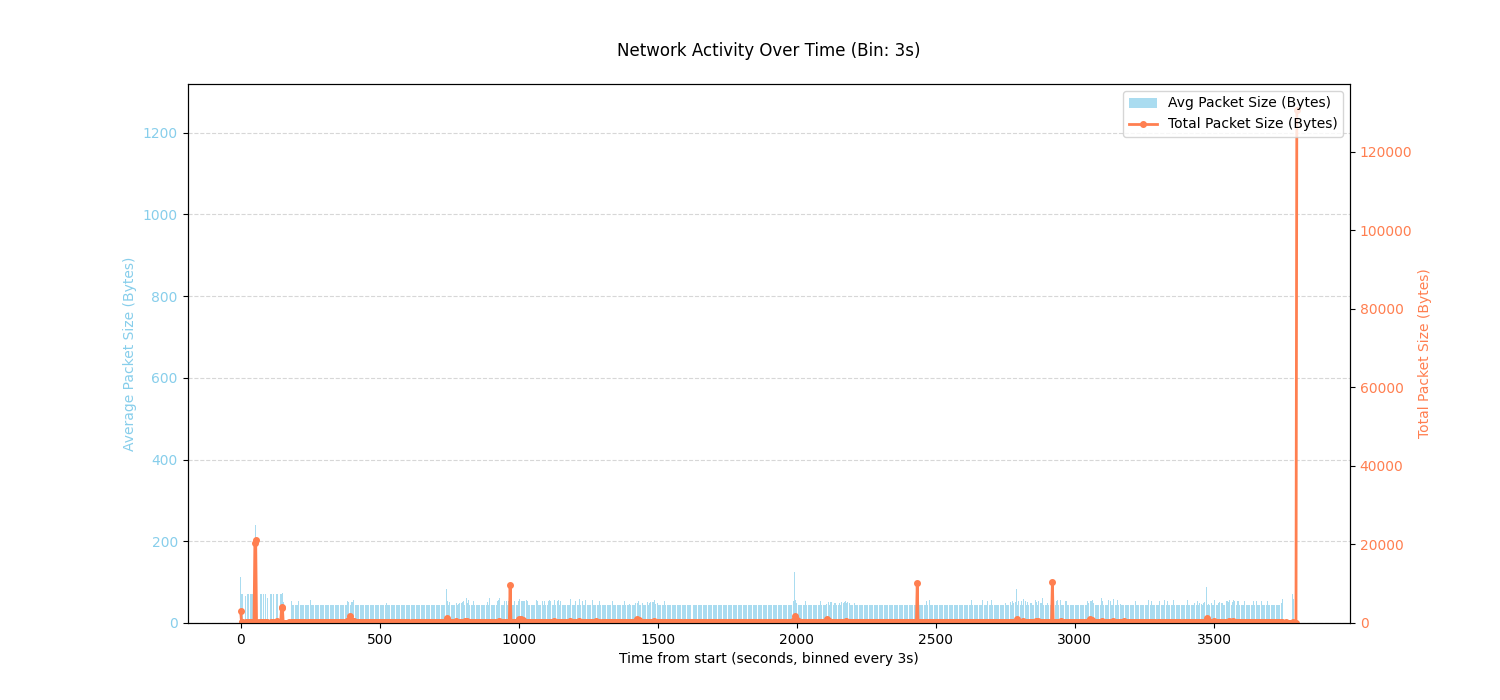 Network Activity Over Time (Bin: 3s)
Avg Packet Size (Bytes)
Total Packet Size (Bytes)
Average Packet Size (Bytes)
1200
1000
800
600
400
200
0
120000
100000
80000
60000
40000
20000
0
Total Packet Size (Bytes)
0 500 1000 1500 2000 2500 3000 3500
Time from start (seconds, binned every 3s)